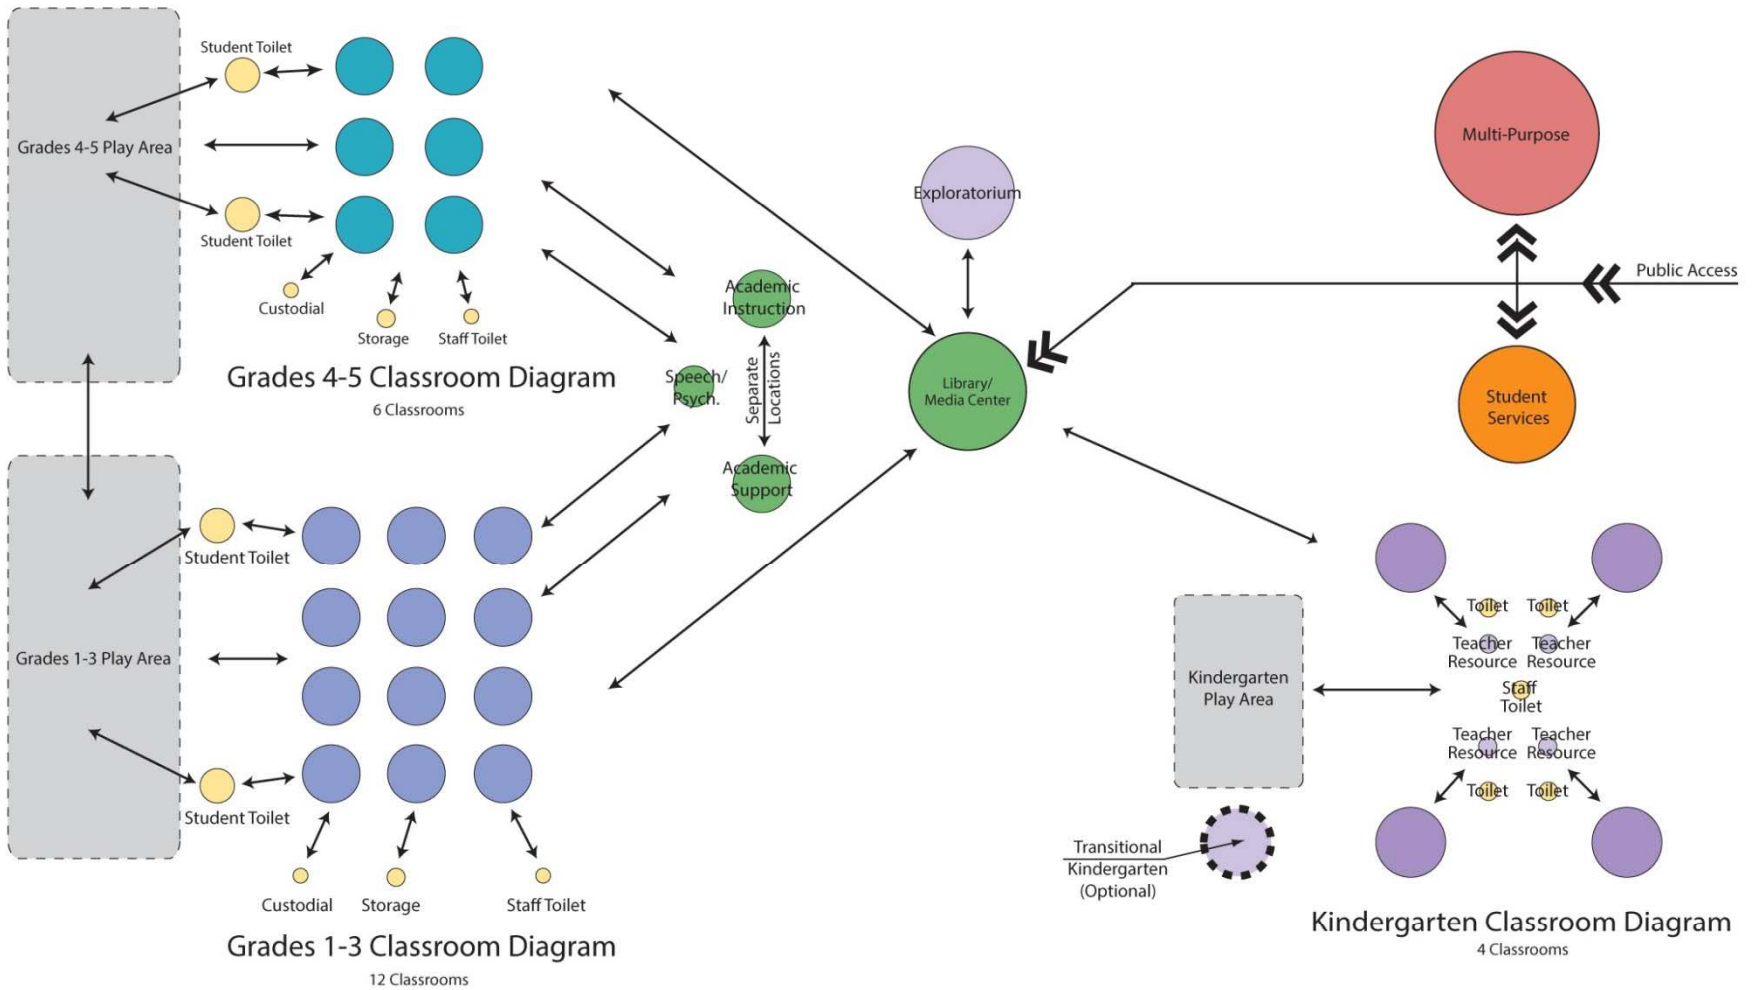 Student Toilet
Grades 4-5 Play Area
Student Toilet
Custodial
Storage
Staff Toilet
Grades 4-5 Classroom Diagram
6 Classrooms
Exploratorium
Multi-Purpose
Public Access
Academic
Instruction
Speech/
Psych.
Separate
Locations
Academic
Support
Library/
Media Center
Student
Services
Student Toilet
Grades 1-3 Play Area
Student Toilet
Custodial
Storage
Staff Toilet
Grades 1-3 Classroom Diagram
12 Classrooms
Kindergarten
Play Area
Toilet
Toilet
Teacher
Resource
Teacher
Resource
Staff
Toilet
Teacher
Resource
Teacher
Resource
Toilet
Toilet
Transitional
Kindergarten
(Optional)
Kindergarten Classroom Diagram
4 Classrooms